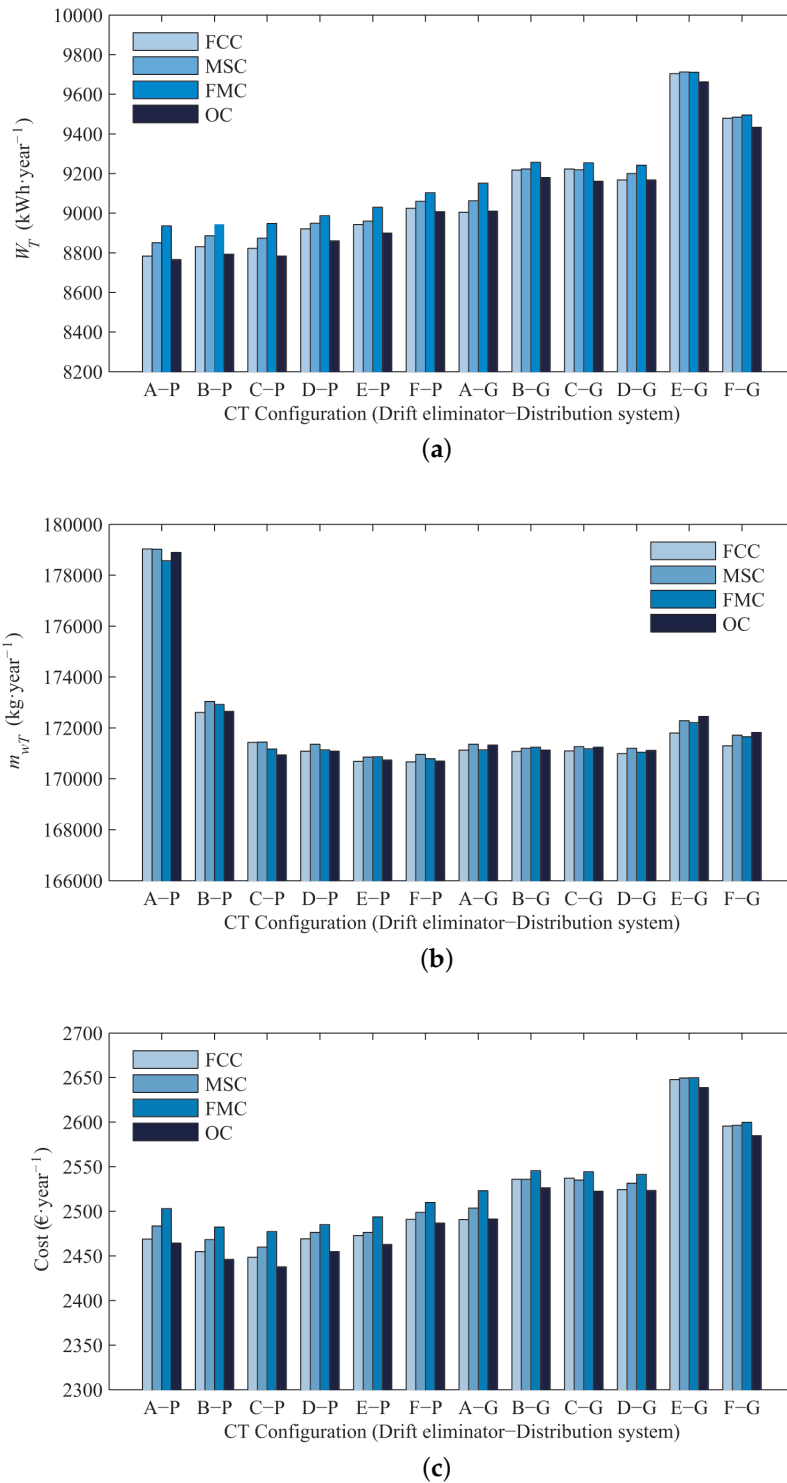 10000
9800
9600
9400
9200
9000
8800
8600
8400
8200
W_T (kWh·year⁻¹)
FCC
MSC
FMC
OC
A−P B−P C−P D−P E−P F−P A−G B−G C−G D−G E−G F−G
CT Configuration (Drift eliminator−Distribution system)
(a)
180000
178000
176000
174000
172000
170000
168000
166000
m_wT (kg·year⁻¹)
FCC
MSC
FMC
OC
A−P B−P C−P D−P E−P F−P A−G B−G C−G D−G E−G F−G
CT Configuration (Drift eliminator−Distribution system)
(b)
2700
2650
2600
2550
2500
2450
2400
2350
2300
Cost (€·year⁻¹)
FCC
MSC
FMC
OC
A−P B−P C−P D−P E−P F−P A−G B−G C−G D−G E−G F−G
CT Configuration (Drift eliminator−Distribution system)
(c)